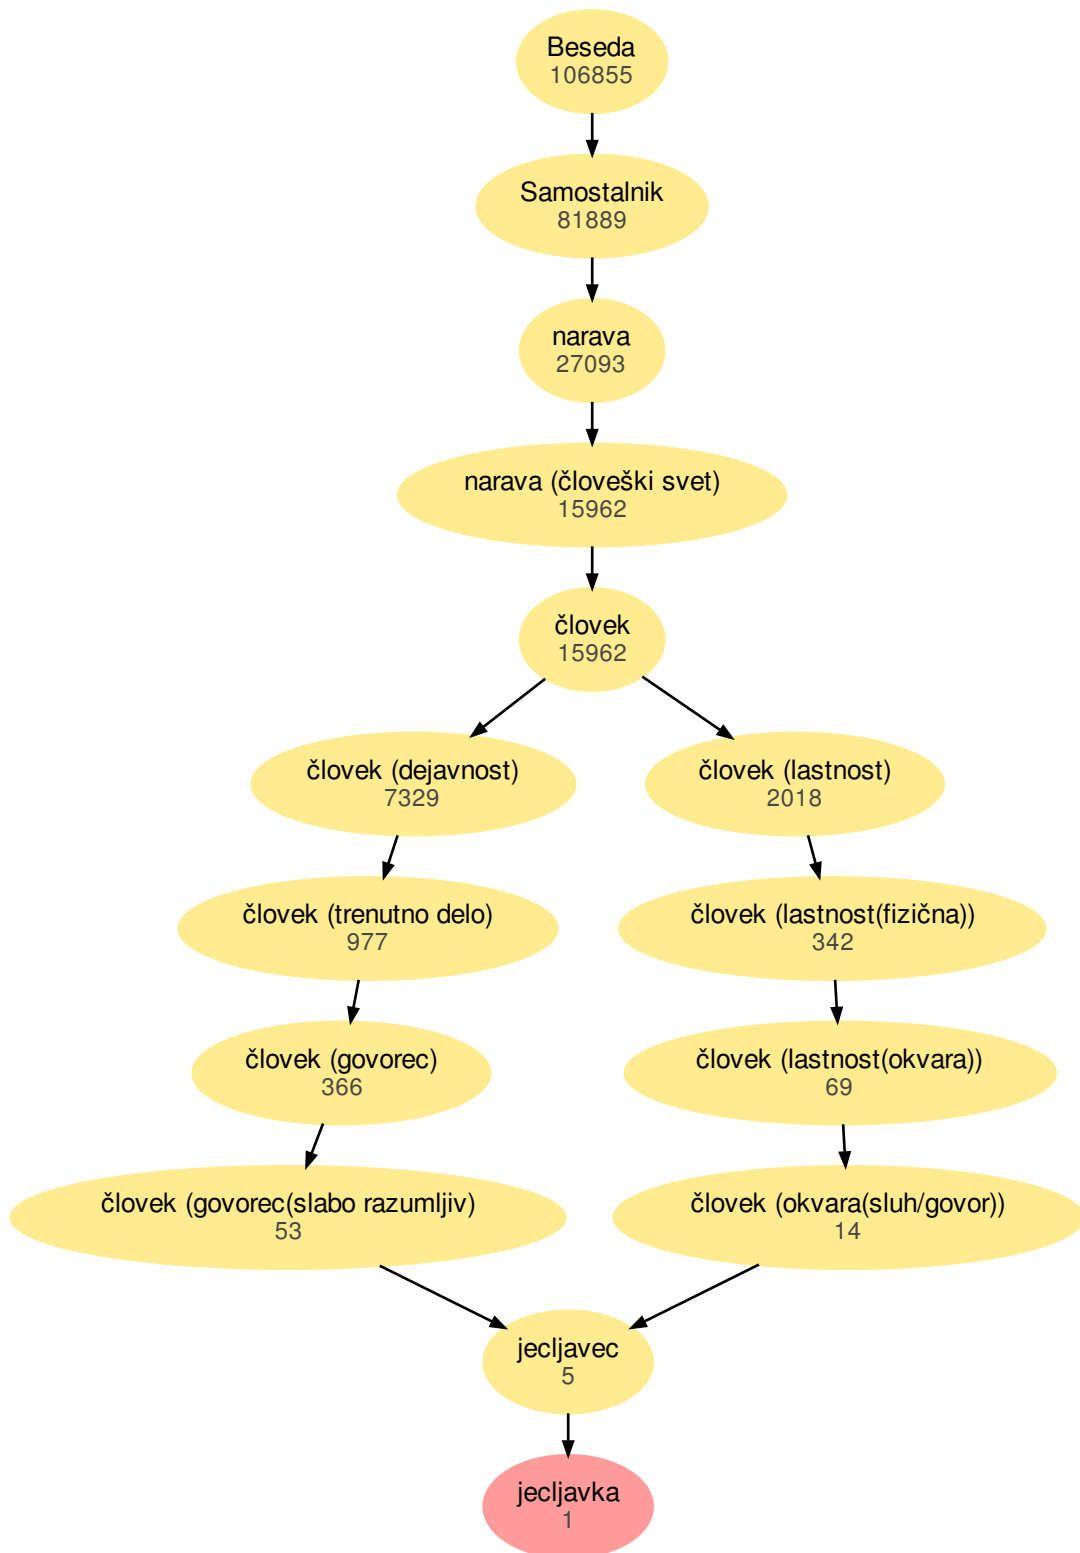 Beseda
106855
Samostalnik
81889
narava
27093
narava (človeški svet)
15962
človek
15962
človek (dejavnost)
7329
človek (lastnost)
2018
človek (trenutno delo)
977
človek (lastnost(fizična))
342
človek (govorec)
366
človek (lastnost(okvara))
69
človek (govorec(slabo razumljiv)
53
človek (okvara(sluh/govor))
14
jecljavec
5
jecljavka
1